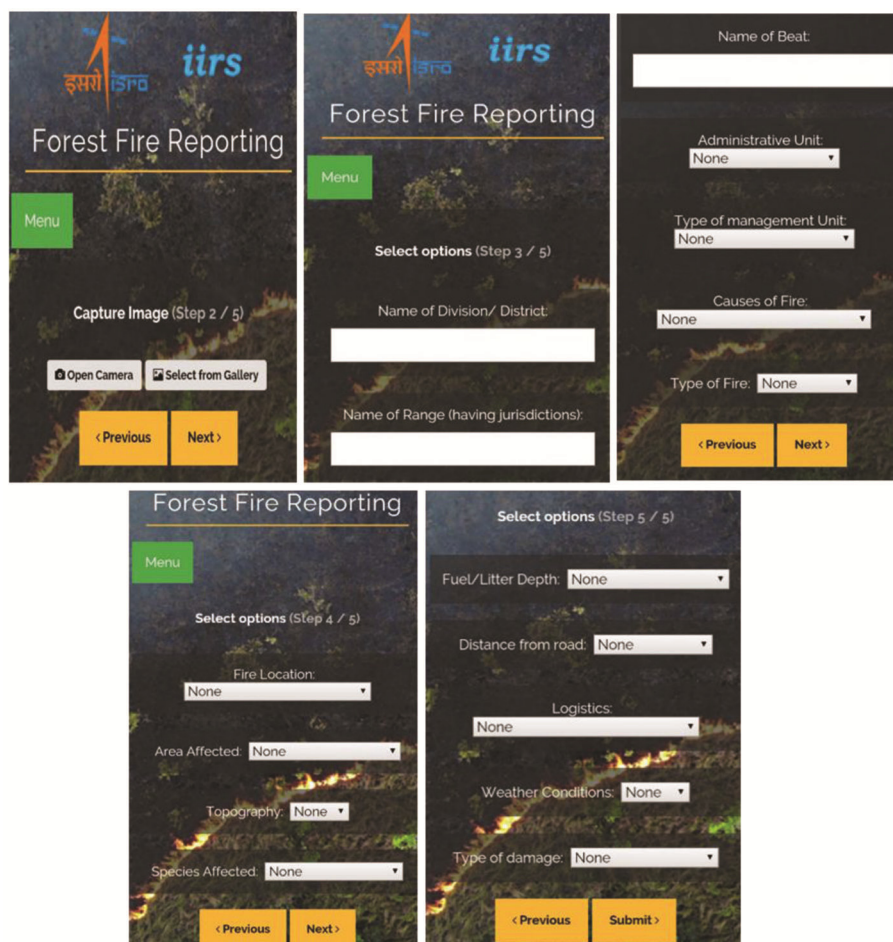 इसरो isro
iirs
Forest Fire Reporting
Menu
Capture Image (Step 2 / 5)
Open Camera
Select from Gallery
< Previous
Next >
इसरो isro
iirs
Forest Fire Reporting
Menu
Select options (Step 3 / 5)
Name of Division/ District:
Name of Range (having jurisdictions):
Name of Beat:
Administrative Unit:
None
Type of management Unit:
None
Causes of Fire:
None
Type of Fire: None
< Previous
Next >
Forest Fire Reporting
Menu
Select options (Step 4 / 5)
Fire Location:
None
Area Affected: None
Topography: None
Species Affected: None
< Previous
Next >
Select options (Step 5 / 5)
Fuel/Litter Depth: None
Distance from road: None
Logistics:
None
Weather Conditions: None
Type of damage: None
< Previous
Submit >